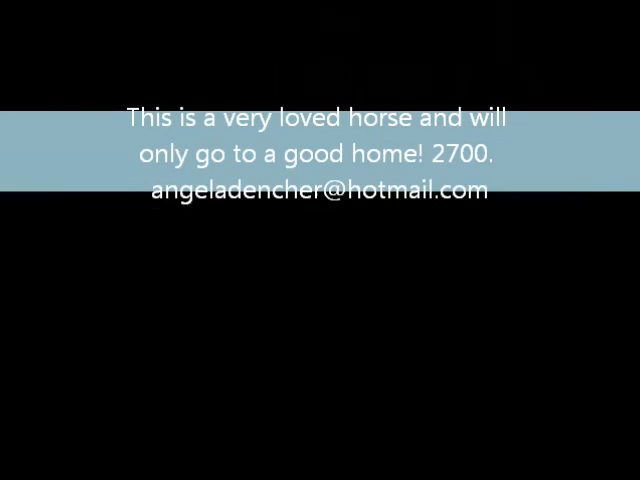 This is a very loved horse and will
only go to a good home! 2700.
angeladencher@hotmail.com